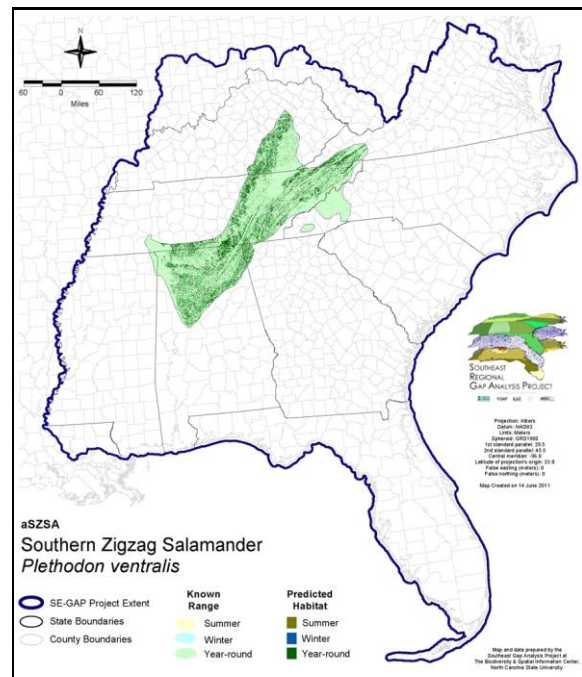 N
60 0 60 120
Miles
SOUTHEAST
REGIONAL
GAP ANALYSIS PROJECT
Projection: Albers
Datum: NAD83
Units: Meters
Spheroid: GRS1980
1st standard parallel: 29.5
2nd standard parallel: 45.5
Central meridian: -96.0
Latitude of projection's origin: 23.0
False easting (meters): 0
False northing (meters): 0
Map Created on 14 June 2011
aSZSA
Southern Zigzag Salamander
Plethodon ventralis
SE-GAP Project Extent
State Boundaries
County Boundaries
Known
Range
Summer
Winter
Year-round
Predicted
Habitat
Summer
Winter
Year-round
Map and data prepared by the
Southeast Gap Analysis Project at
The Biodiversity & Spatial Information Center,
North Carolina State University.